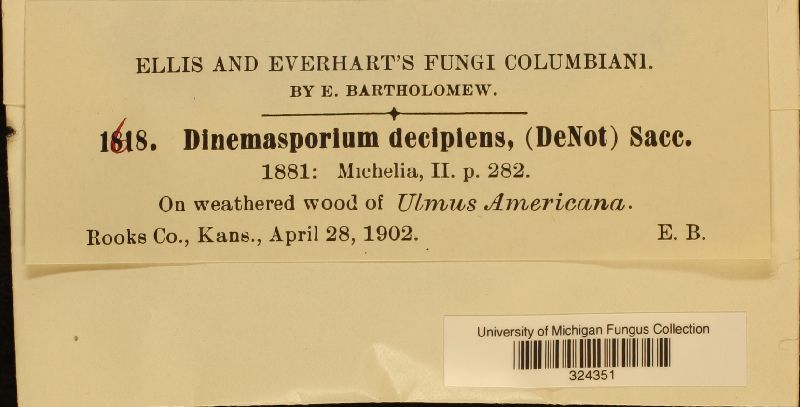 ELLIS AND EVERHART'S FUNGI COLUMBIANI.
BY E. BARTHOLOMEW.
1618. Dinemasporium decipiens, (DeNot) Sacc.
1881: Michelia, II. p. 282.
On weathered wood of Ulmus Americana.
Rooks Co., Kans., April 28, 1902. E. B.
University of Michigan Fungus Collection
324351